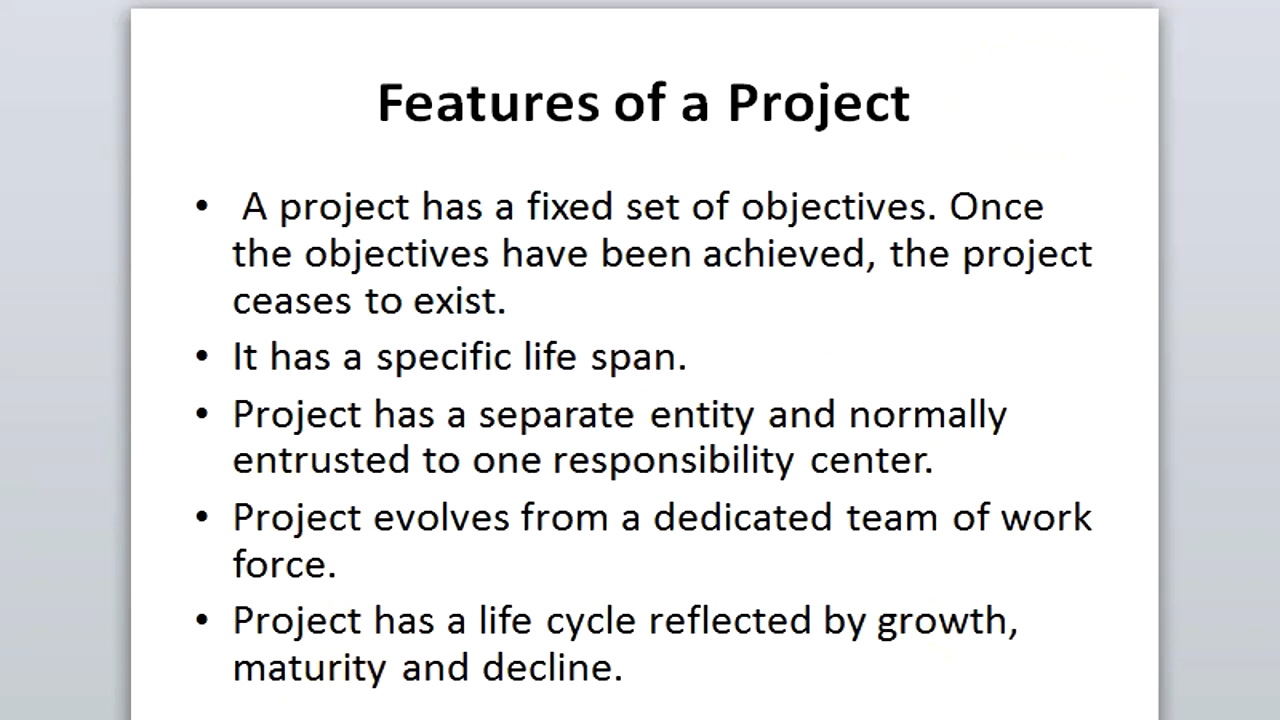 Features of a Project
• A project has a fixed set of objectives. Once
the objectives have been achieved, the project
ceases to exist.
• It has a specific life span.
• Project has a separate entity and normally
entrusted to one responsibility center.
• Project evolves from a dedicated team of work
force.
• Project has a life cycle reflected by growth,
maturity and decline.